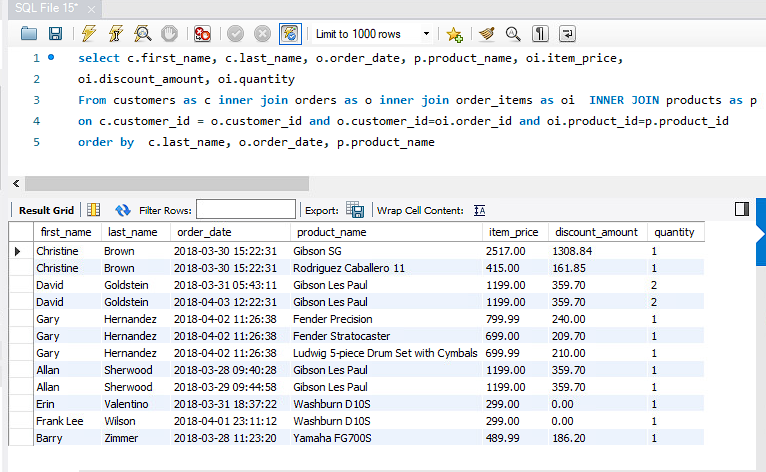 SQL File 15*
Limit to 1000 rows
1 select c.first_name, c.last_name, o.order_date, p.product_name, oi.item_price,
2 oi.discount_amount, oi.quantity
3 From customers as c inner join orders as o inner join order_items as oi  INNER JOIN products as p
4 on c.customer_id = o.customer_id and o.customer_id=oi.order_id and oi.product_id=p.product_id
5 order by  c.last_name, o.order_date, p.product_name
Result Grid Filter Rows: Export: Wrap Cell Content:
first_name last_name order_date product_name item_price discount_amount quantity
Christine Brown 2018-03-30 15:22:31 Gibson SG 2517.00 1308.84 1
Christine Brown 2018-03-30 15:22:31 Rodriguez Caballero 11 415.00 161.85 1
David Goldstein 2018-03-31 05:43:11 Gibson Les Paul 1199.00 359.70 2
David Goldstein 2018-04-03 12:22:31 Gibson Les Paul 1199.00 359.70 2
Gary Hernandez 2018-04-02 11:26:38 Fender Precision 799.99 240.00 1
Gary Hernandez 2018-04-02 11:26:38 Fender Stratocaster 699.00 209.70 1
Gary Hernandez 2018-04-02 11:26:38 Ludwig 5-piece Drum Set with Cymbals 699.99 210.00 1
Allan Sherwood 2018-03-28 09:40:28 Gibson Les Paul 1199.00 359.70 1
Allan Sherwood 2018-03-29 09:44:58 Gibson Les Paul 1199.00 359.70 1
Erin Valentino 2018-03-31 18:37:22 Washburn D10S 299.00 0.00 1
Frank Lee Wilson 2018-04-01 23:11:12 Washburn D10S 299.00 0.00 1
Barry Zimmer 2018-03-28 11:23:20 Yamaha FG700S 489.99 186.20 1